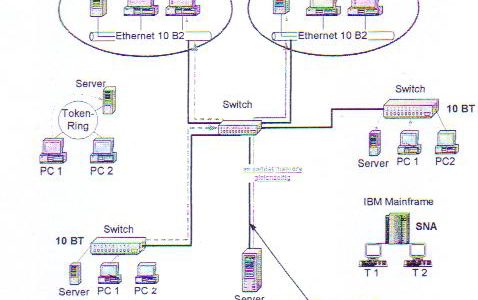 Ethernet 10 B2
Ethernet 10 B2
Server
Switch
Switch
10 BT
Token-
Ring
PC 1
PC 2
Server
PC 1
PC2
IBM Mainframe
SNA
Switch
10 BT
T 1
T 2
Server
PC 1
PC 2
Server